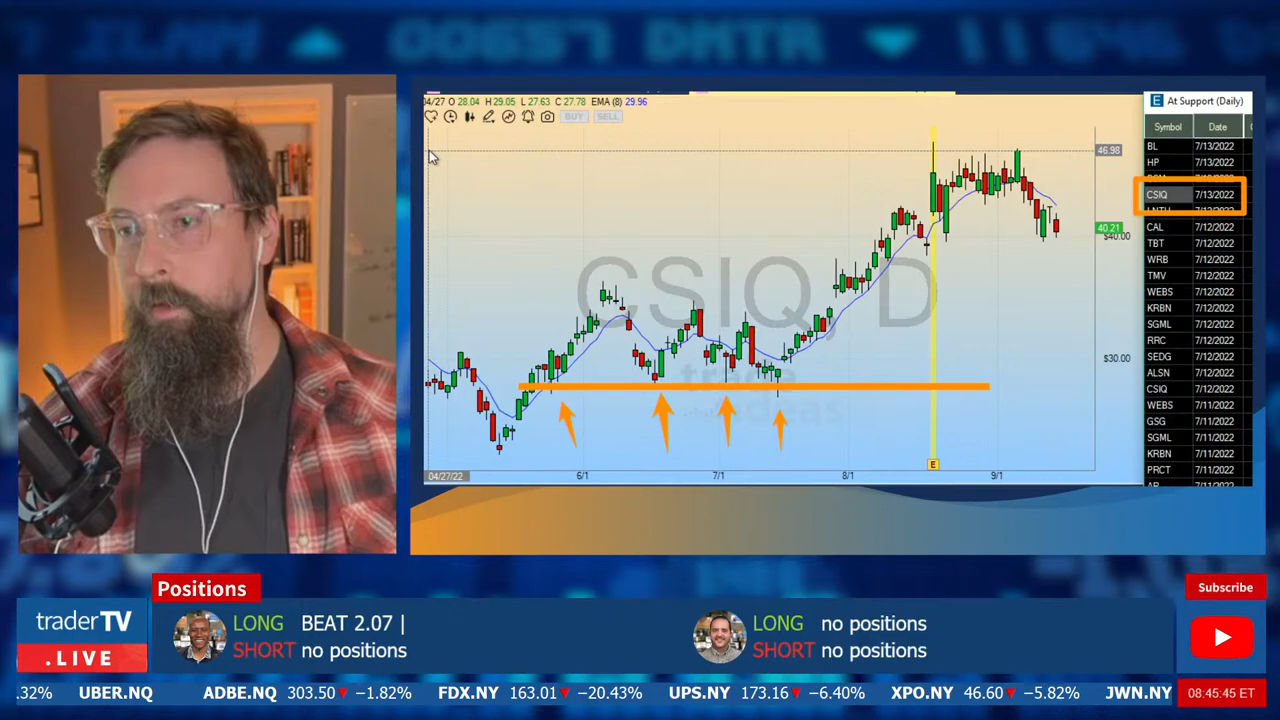 ILAM 00657 DMTR 11646 INDX
04/27 O 28.04 H 29.05 L 27.63 C 27.78 EMA (8) 29.96
BUY SELL
46.98
40.21
$40.00
$30.00
CSIQ, D
trade
ideas
E
04/27/22 6/1 7/1 8/1 9/1
E At Support (Daily)
Symbol Date
BL 7/13/2022
HP 7/13/2022
CSIQ 7/13/2022
CAL 7/12/2022
TBT 7/12/2022
WRB 7/12/2022
TMV 7/12/2022
WEBS 7/12/2022
KRBN 7/12/2022
SGML 7/12/2022
RRC 7/12/2022
SEDG 7/12/2022
ALSN 7/12/2022
CSIQ 7/12/2022
WEBS 7/11/2022
GSG 7/11/2022
SGML 7/11/2022
KRBN 7/11/2022
PRCT 7/11/2022
Positions
Subscribe
traderTV
.LIVE
LONG BEAT 2.07 |
SHORT no positions
LONG no positions
SHORT no positions
.32% UBER.NQ ADBE.NQ 303.50 ▼ −1.82% FDX.NY 163.01 ▼ −20.43% UPS.NY 173.16 ▼ −6.40% XPO.NY 46.60 ▼ −5.82% JWN.NY
08:45:45 ET